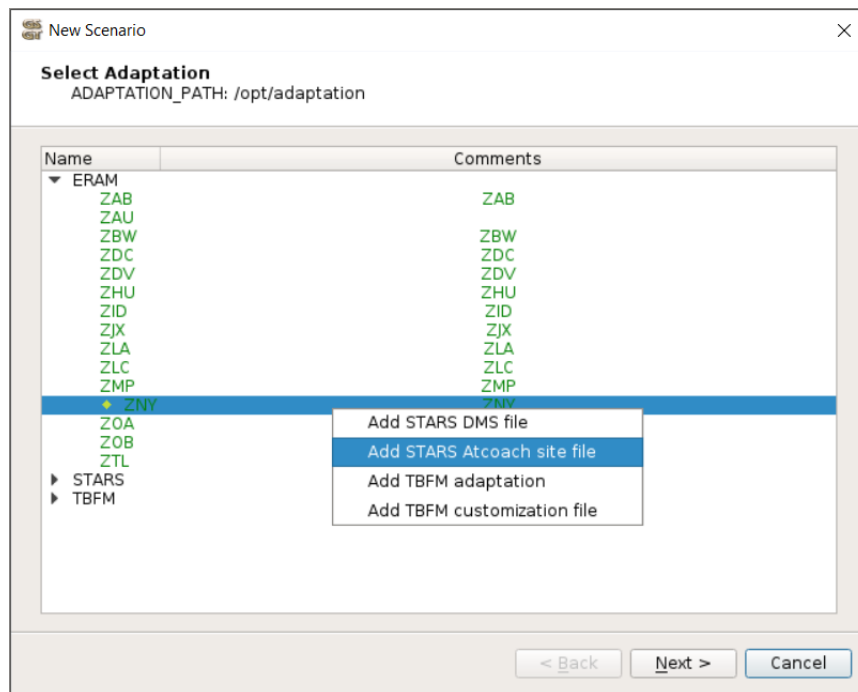 New Scenario
Select Adaptation
ADAPTATION_PATH: /opt/adaptation
Name Comments
ERAM
ZAB ZAB
ZAU
ZBW ZBW
ZDC ZDC
ZDV ZDV
ZHU ZHU
ZID ZID
ZJX ZJX
ZLA ZLA
ZLC ZLC
ZMP ZMP
ZNY ZNY
ZOA
ZOB
ZTL
STARS
TBFM
Add STARS DMS file
Add STARS Atcoach site file
Add TBFM adaptation
Add TBFM customization file
< Back Next > Cancel